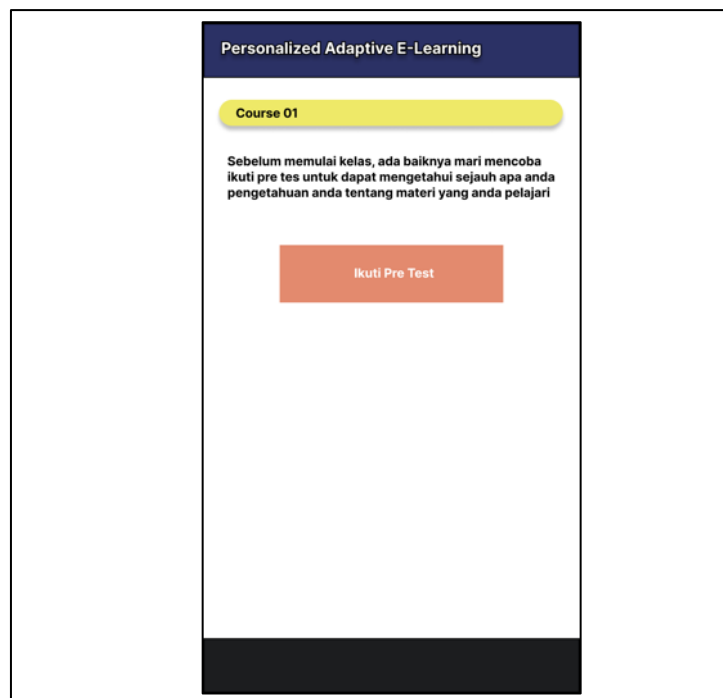 Personalized Adaptive E-Learning
Course 01
Sebelum memulai kelas, ada baiknya mari mencoba
ikuti pre tes untuk dapat mengetahui sejauh apa anda
pengetahuan anda tentang materi yang anda pelajari
Ikuti Pre Test